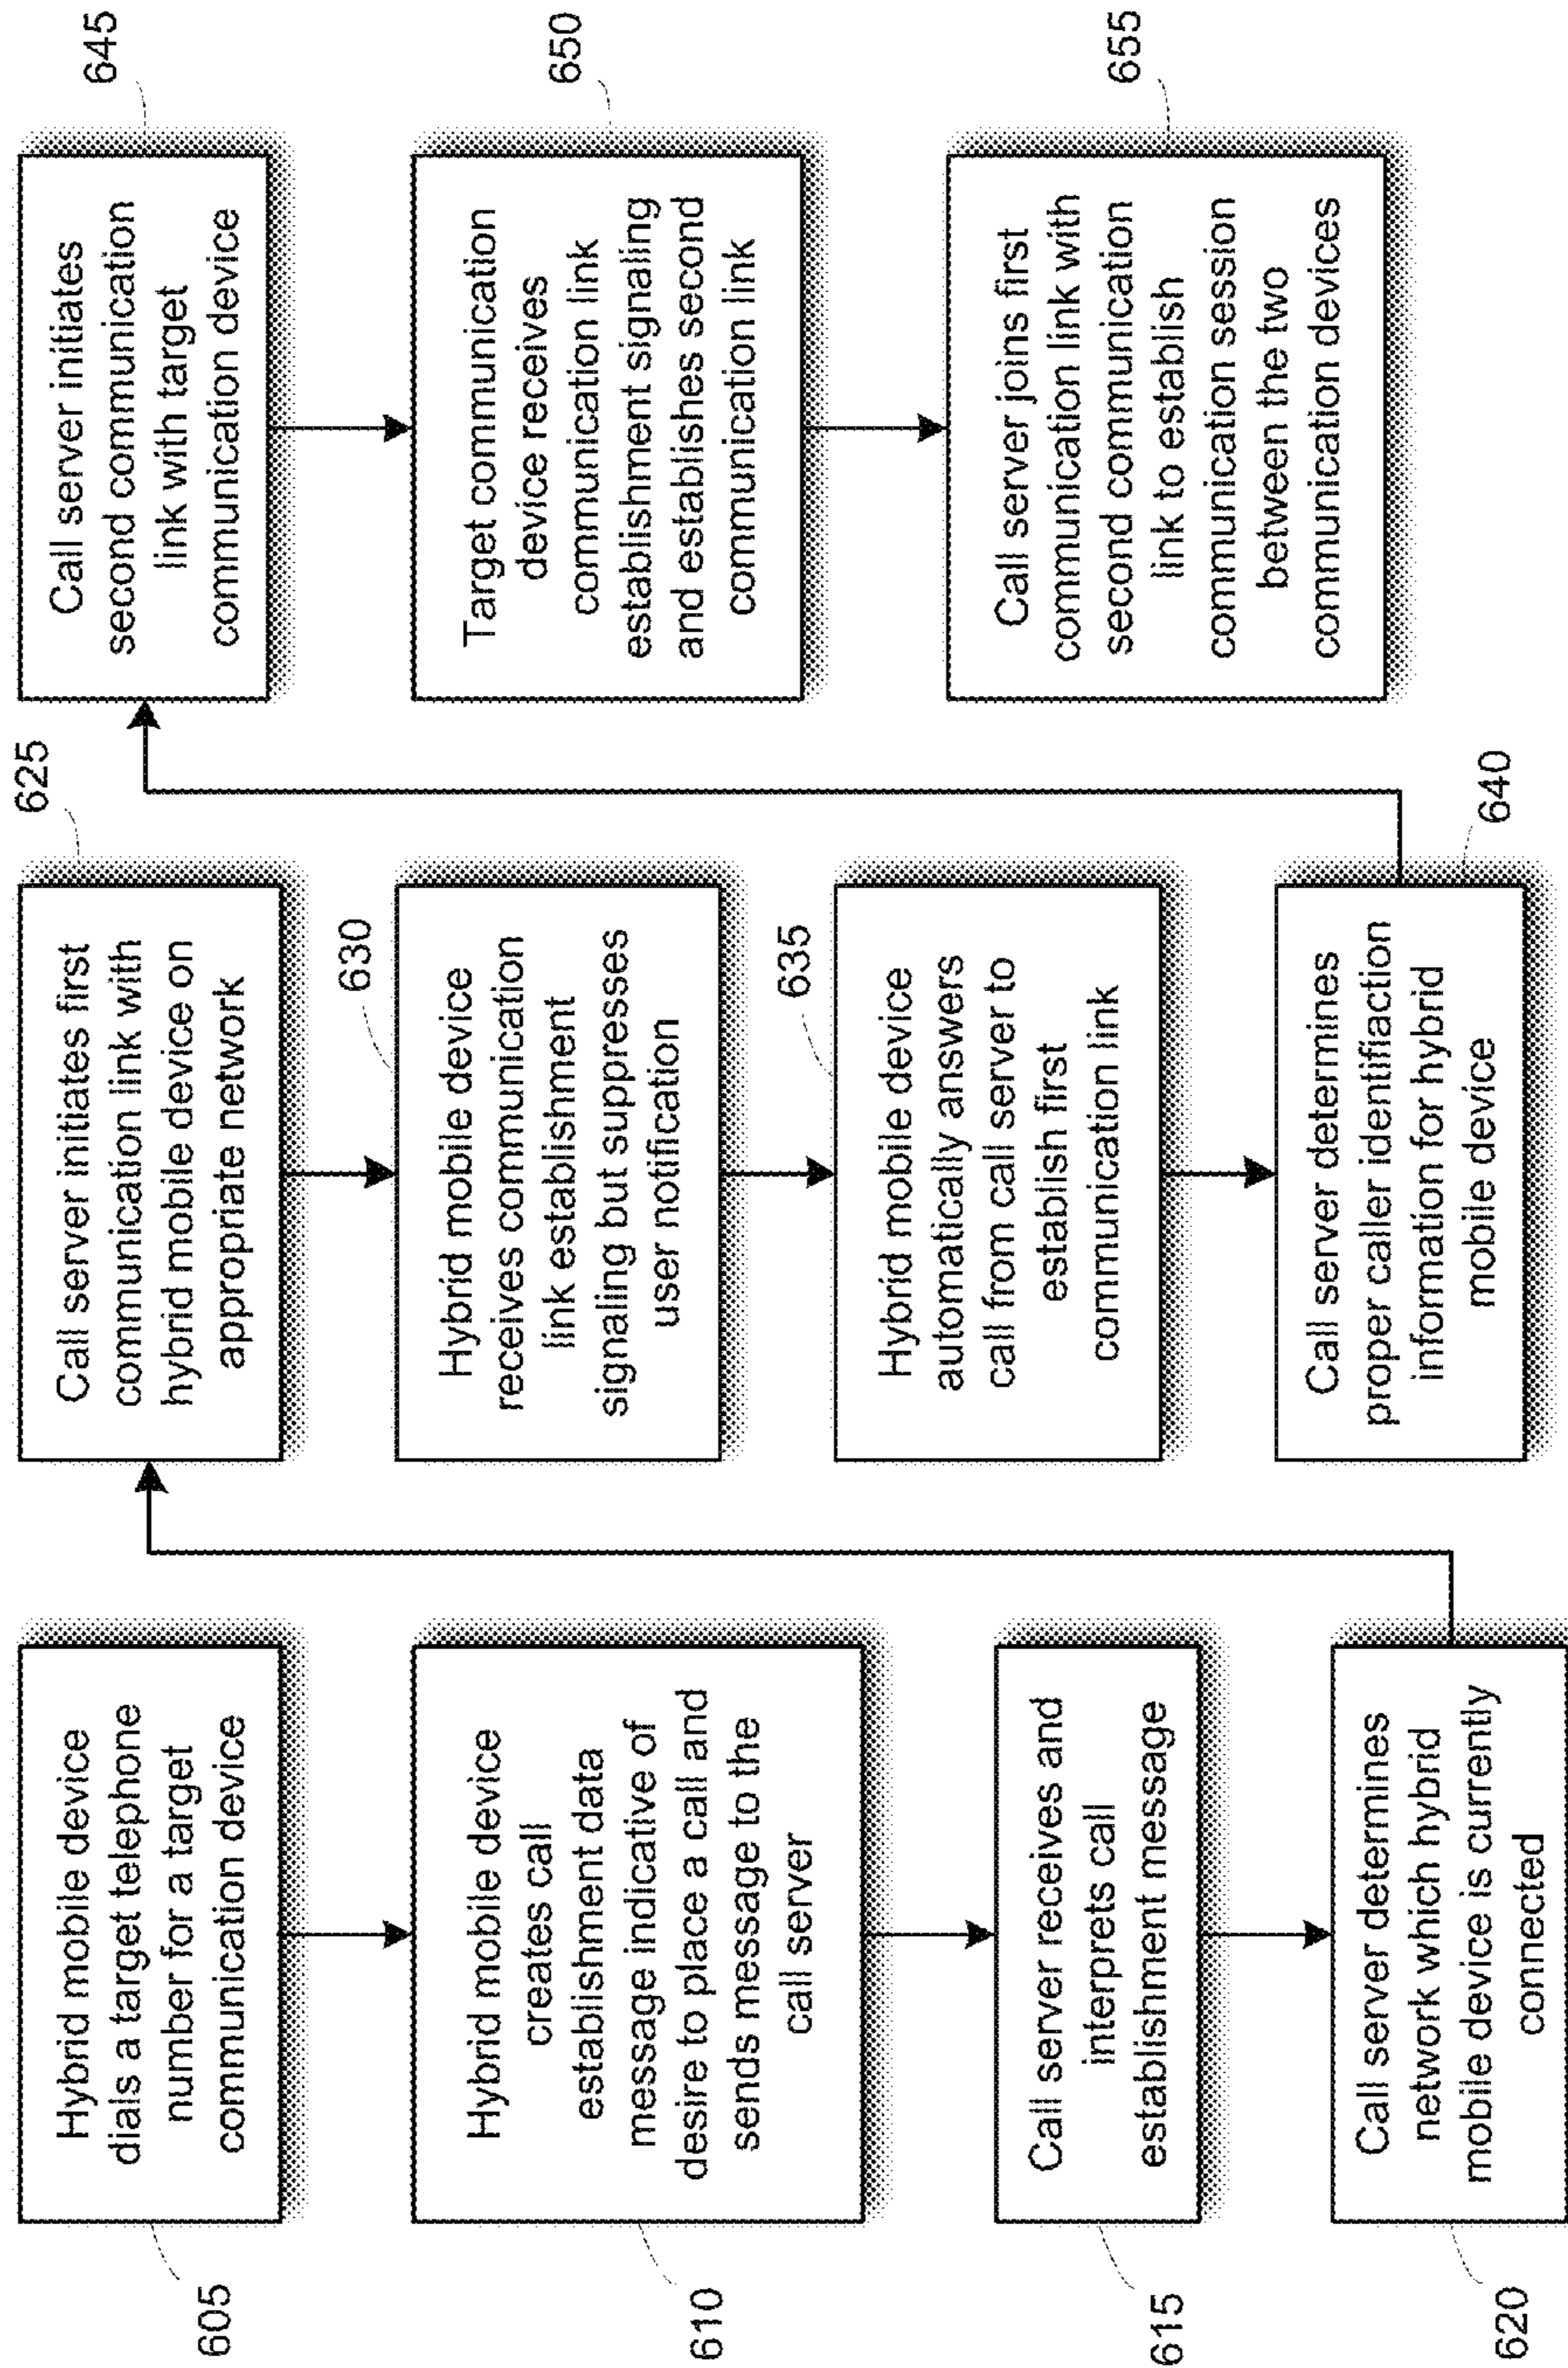 605
Hybrid mobile device
dials a target telephone
number for a target
communication device
610
Hybrid mobile device
creates call
establishment data
message indicative of
desire to place a call and
sends message to the
call server
615
Call server receives and
interprets call
establishment message
620
Call server determines
network which hybrid
mobile device is currently
connected
625
Call server initiates first
communication link with
hybrid mobile device on
appropriate network
630
Hybrid mobile device
receives communication
link establishment
signaling but suppresses
user notification
635
Hybrid mobile device
automatically answers
call from call server to
establish first
communication link
640
Call server determines
proper caller identifiaction
information for hybrid
mobile device
645
Call server initiates
second communication
link with target
communication device
650
Target communication
device receives
communication link
establishment signaling
and establishes second
communication link
655
Call server joins first
communication link with
second communication
link to establish
communication session
between the two
communication devices